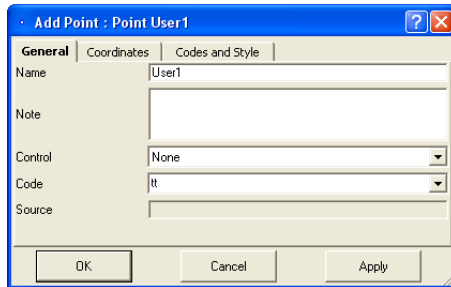 Add Point : Point User1
General Coordinates Codes and Style
Name User1
Note
Control None
Code tt
Source
OK Cancel Apply